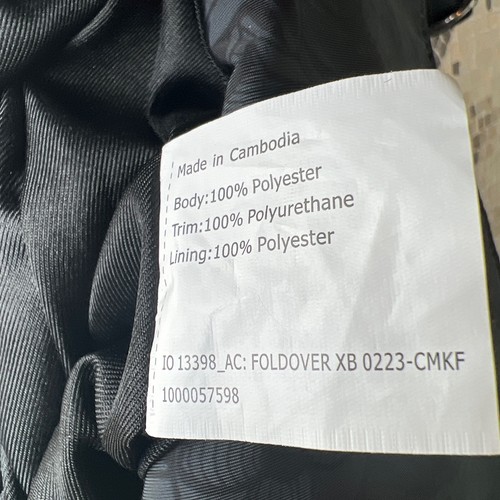 Made in Cambodia
Body:100% Polyester
Trim:100% Polyurethane
Lining:100% Polyester
IO 13398_AC: FOLDOVER XB 0223-CMKF
1000057598